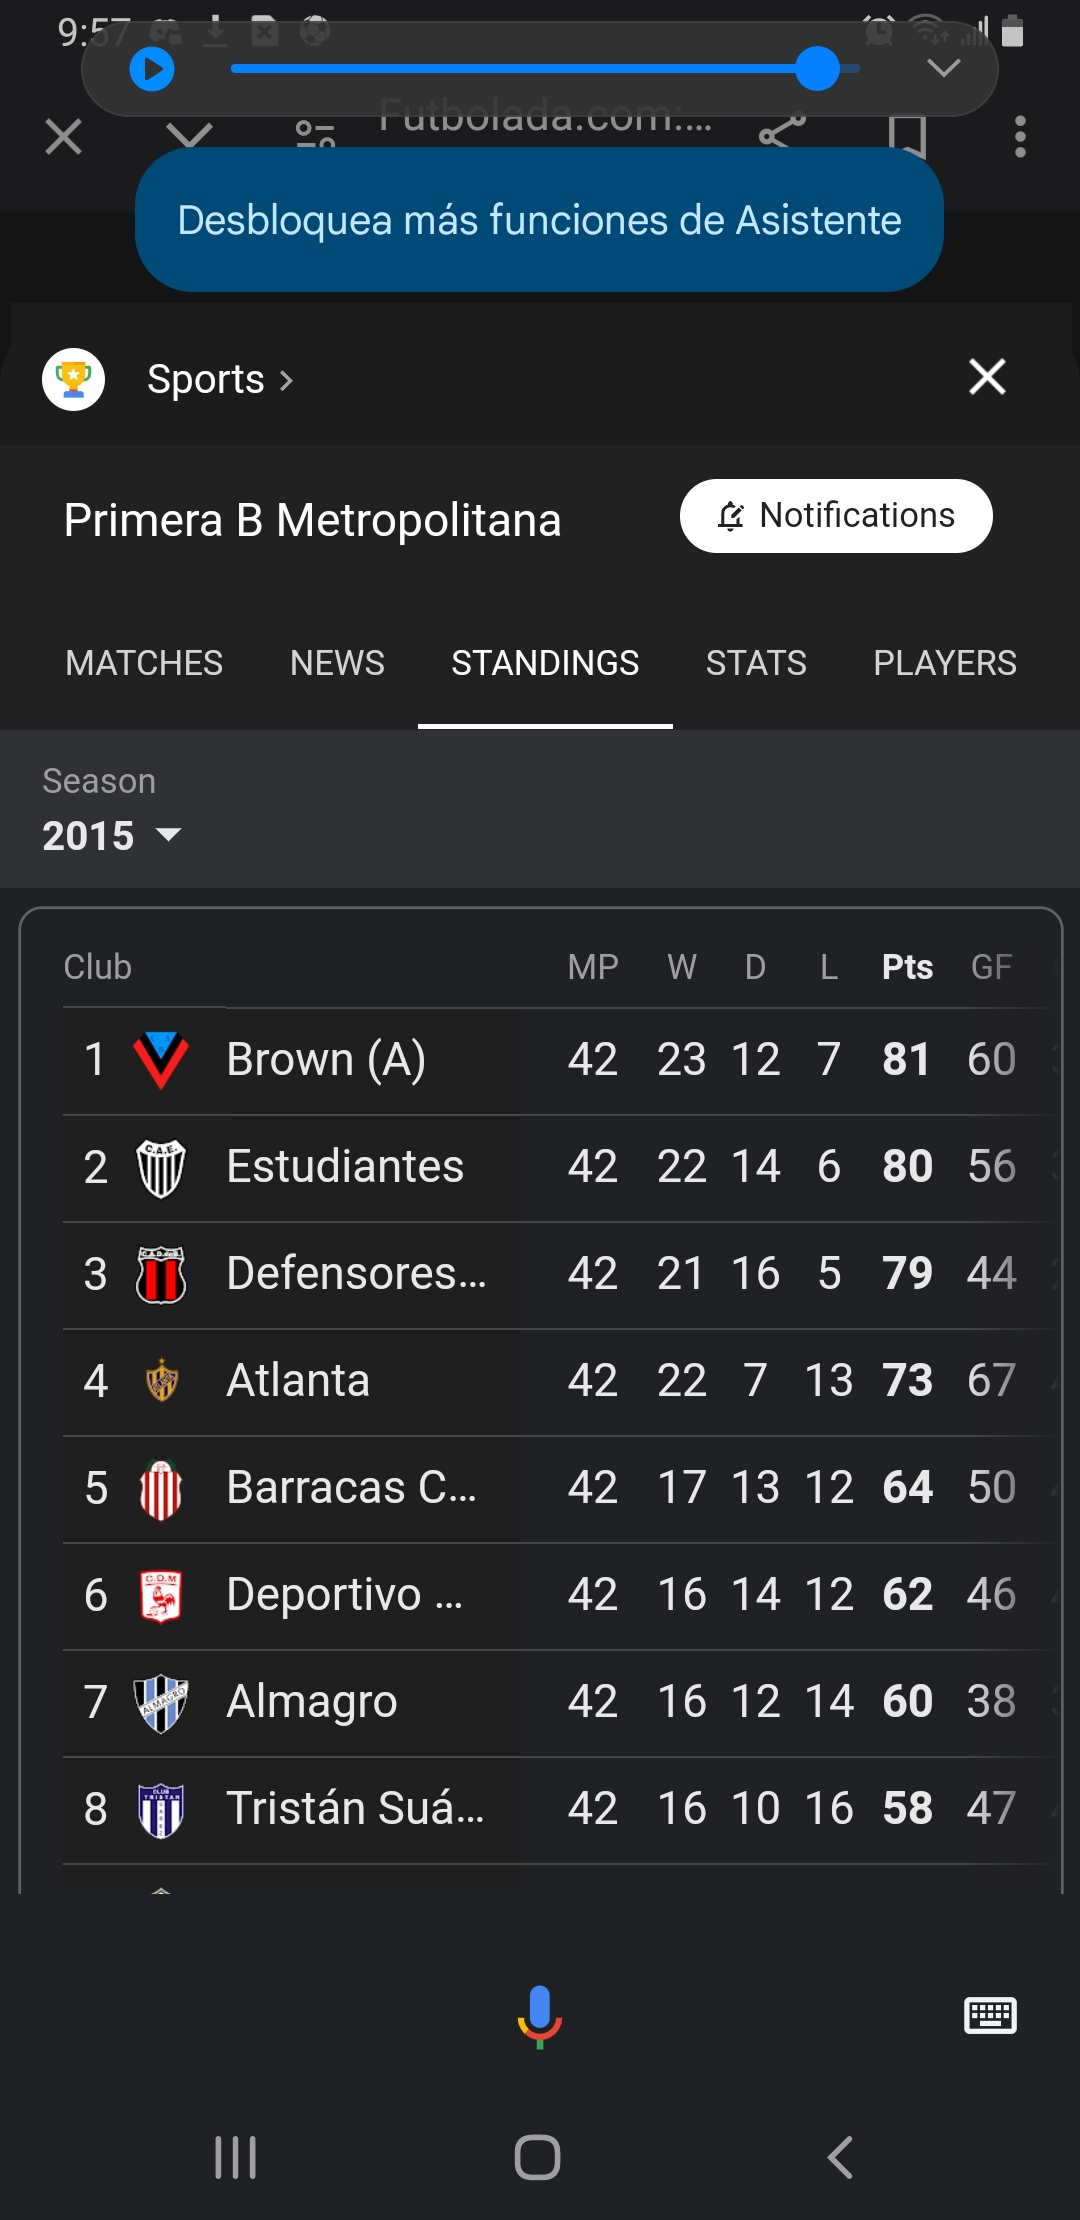 9:57
Futbolada.com:...
Desbloquea más funciones de Asistente
Sports >
Primera B Metropolitana
Notifications
MATCHES NEWS STANDINGS STATS PLAYERS
Season
2015
Club MP W D L Pts GF
1 Brown (A) 42 23 12 7 81 60
2 C.A.E. Estudiantes 42 22 14 6 80 56
3 Defensores... 42 21 16 5 79 44
4 Atlanta 42 22 7 13 73 67
5 Barracas C... 42 17 13 12 64 50
6 C.D.M Deportivo ... 42 16 14 12 62 46
7 ALMAGRO Almagro 42 16 12 14 60 38
8 CLUB TRISTAN Tristán Suá... 42 16 10 16 58 47